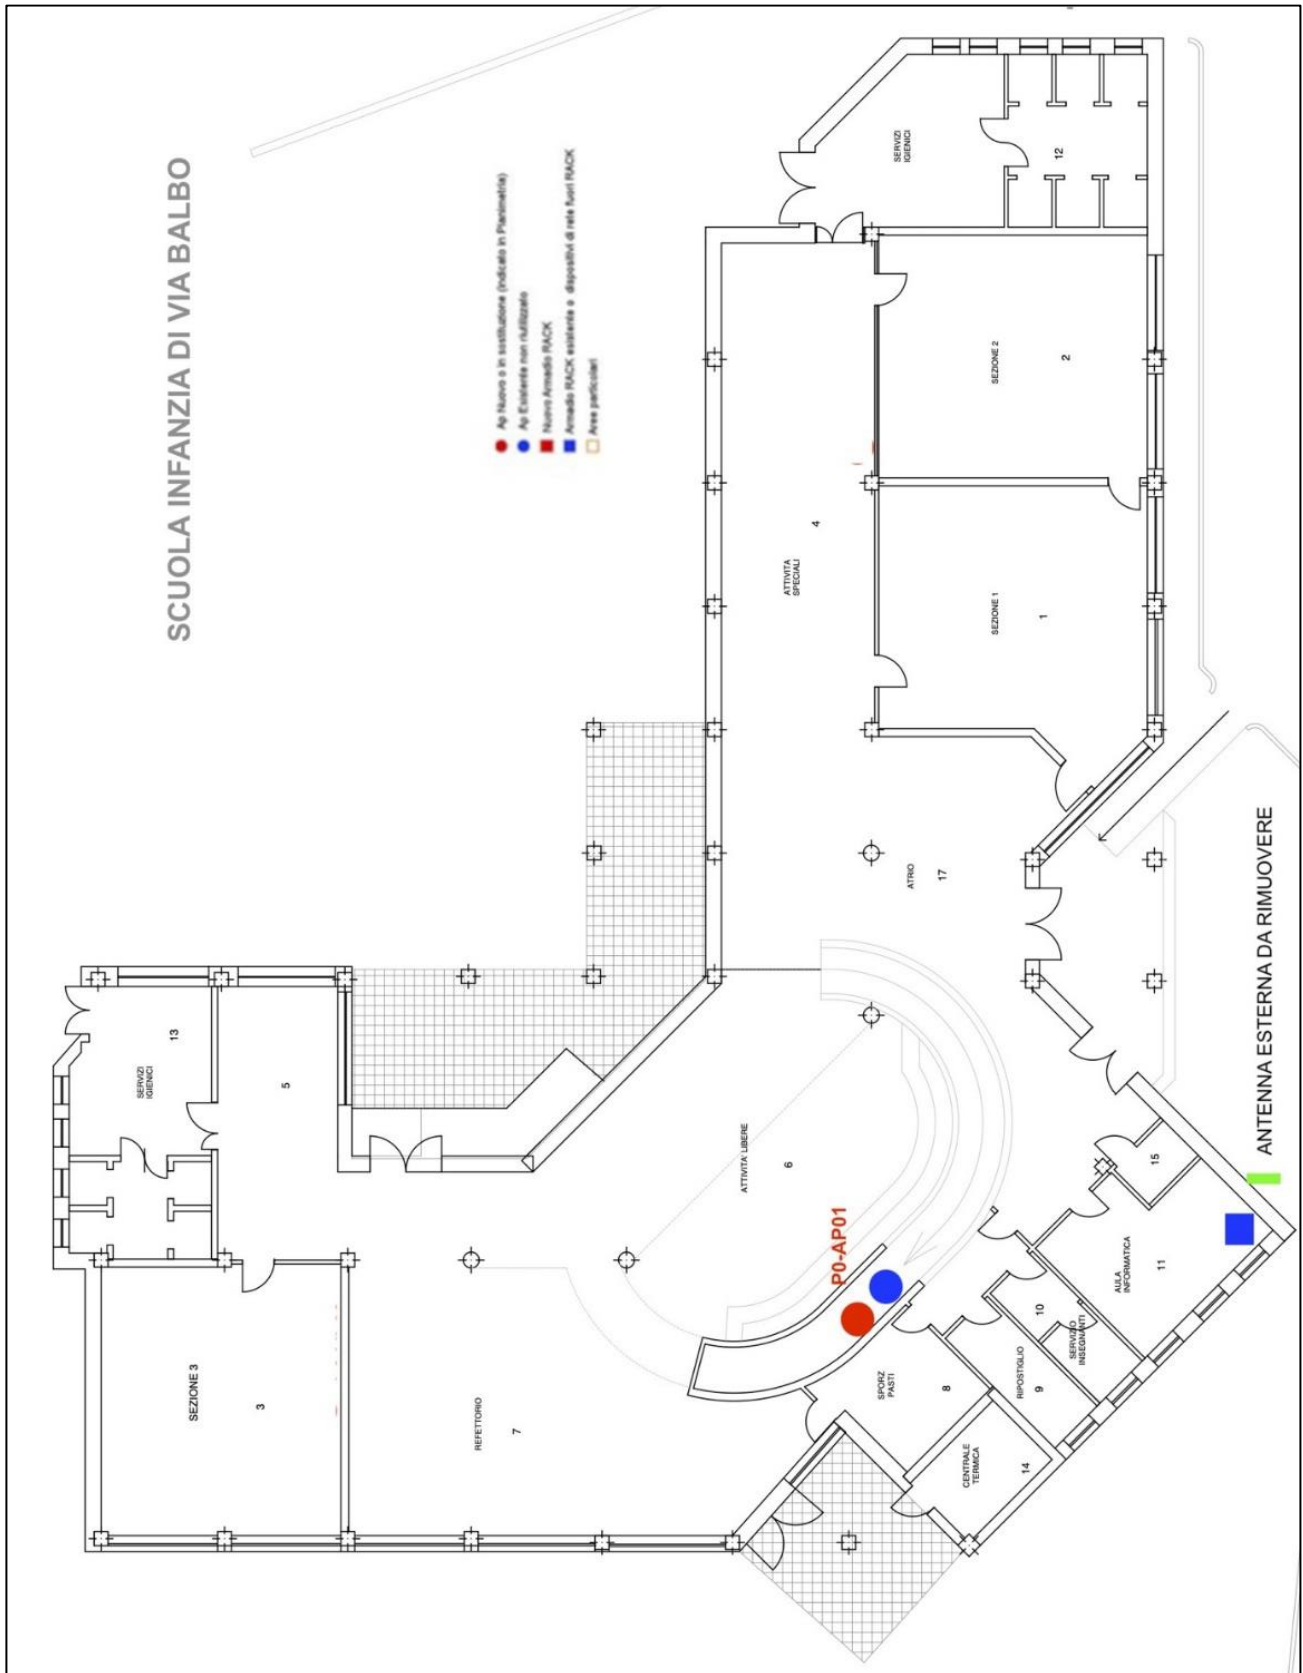 SCUOLA INFANZIA DI VIA BALBO
Ap Nuovo o in sostituzione (indicato in Planimetria)
Ap Esistente non riutilizzato
Nuovo Armadio RACK
Armadio RACK esistente o dispositivi di rete fuori RACK
Aree particolari
SERVIZI
IGIENICI
13
5
SEZIONE 3
3
REFETTORIO
7
ATTIVITA' LIBERE
6
P0-AP01
SPORZ
PASTI
8
CENTRALE
TERMICA
14
RIPOSTIGLIO
9
SERVIZIO
INSEGNANTI
10
AULA
INFORMATICA
11
15
ATRIO
17
ATTIVITA
SPECIALI
4
SEZIONE 1
1
SEZIONE 2
2
SERVIZI
IGIENICI
12
ANTENNA ESTERNA DA RIMUOVERE